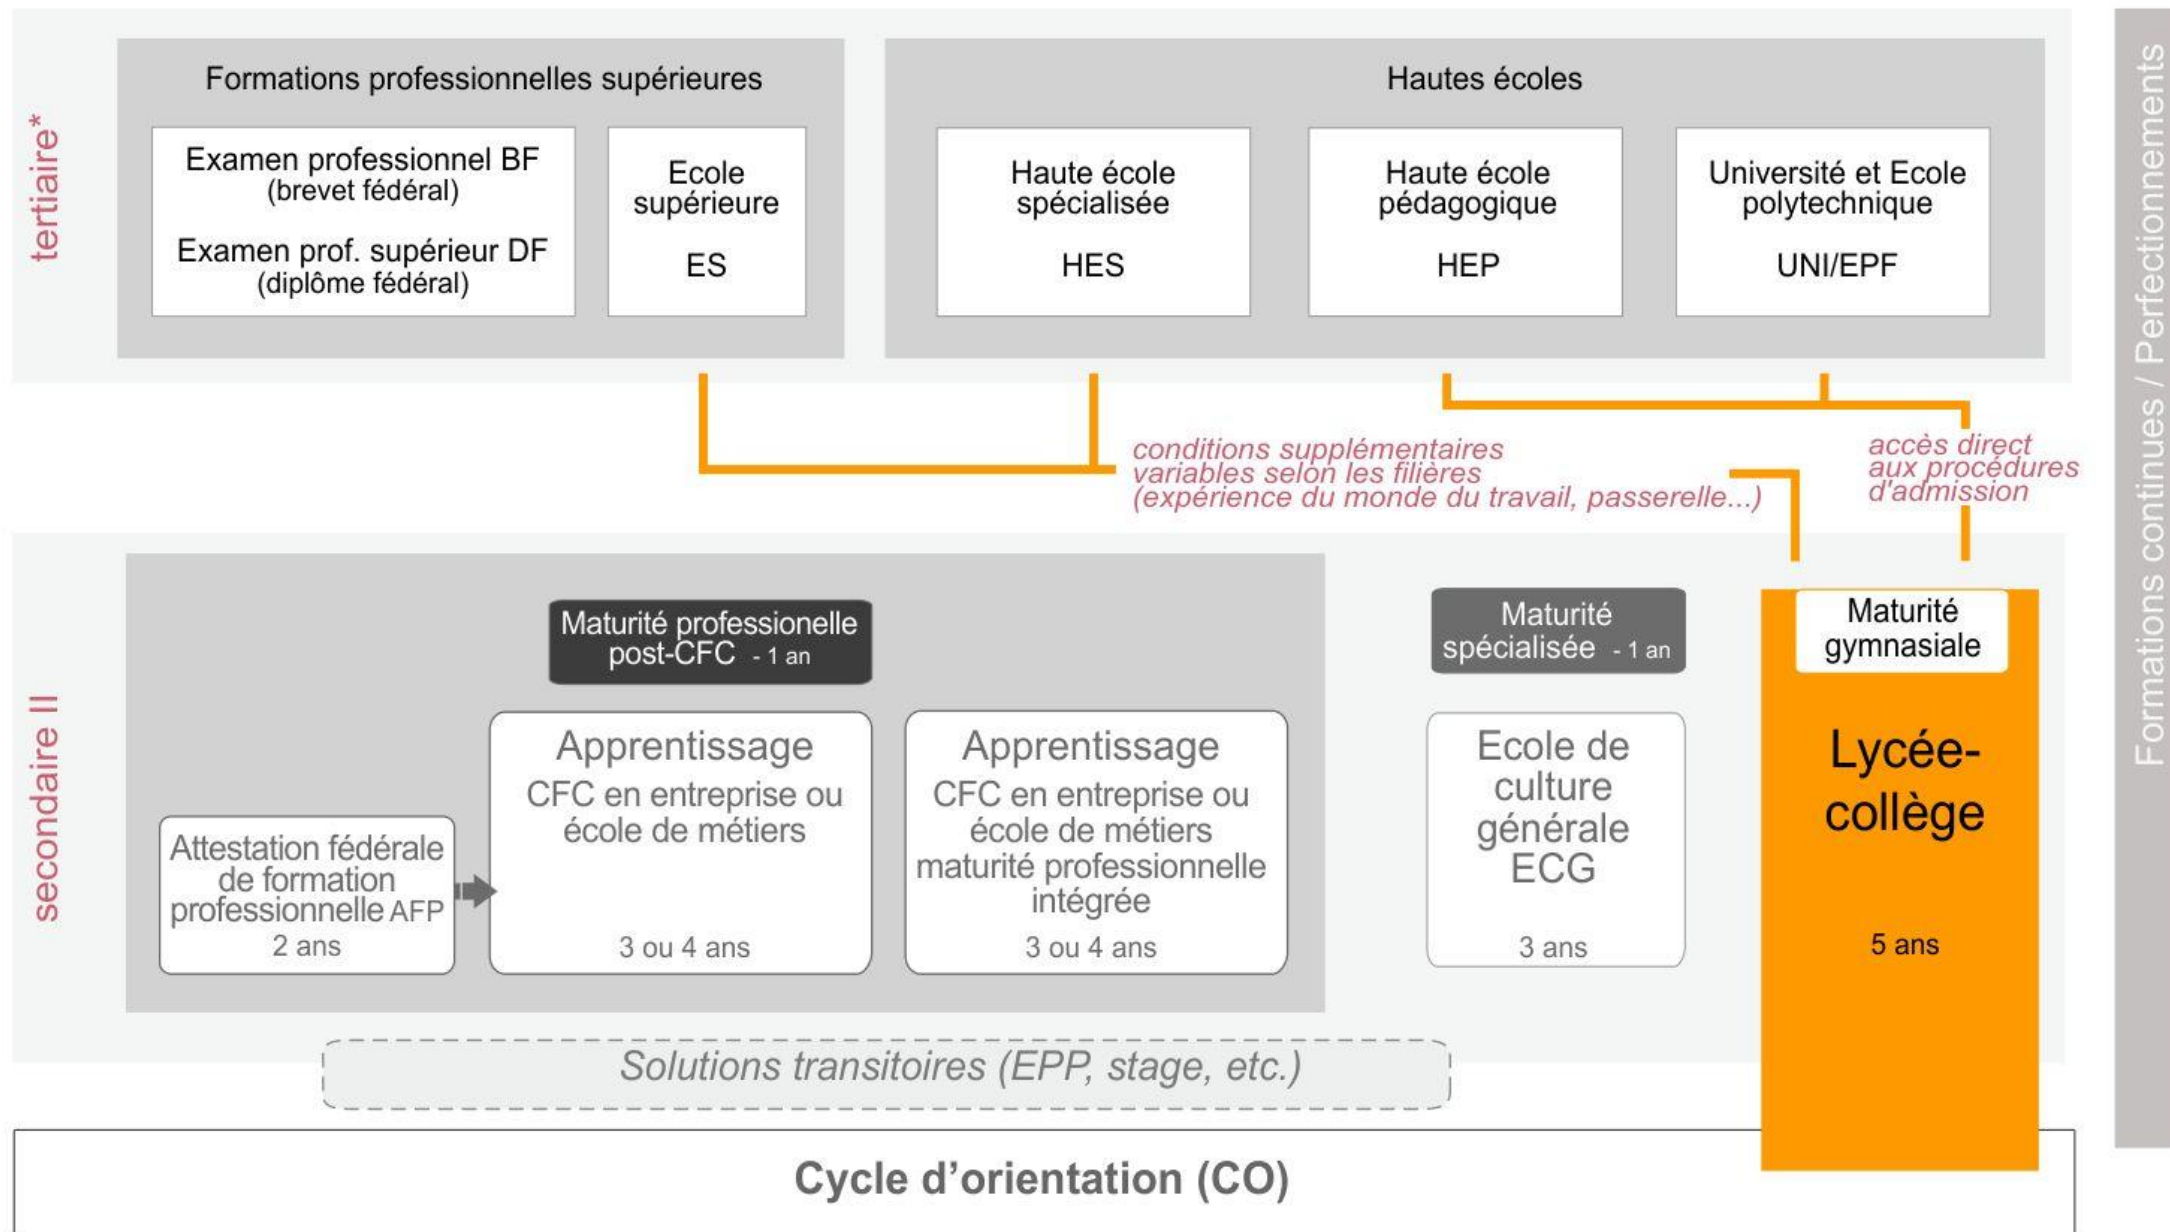 tertiaire*
Formations professionnelles supérieures
Examen professionnel BF
(brevet fédéral)
Examen prof. supérieur DF
(diplôme fédéral)
Ecole
supérieure
ES
Hautes écoles
Haute école
spécialisée
HES
Haute école
pédagogique
HEP
Université et Ecole
polytechnique
UNI/EPF
conditions supplémentaires
variables selon les filières
(expérience du monde du travail, passerelle...)
accès direct
aux procédures
d'admission
secondaire II
Maturité professionelle
post-CFC - 1 an
Attestation fédérale
de formation
professionnelle AFP
2 ans
Apprentissage
CFC en entreprise ou
école de métiers
3 ou 4 ans
Apprentissage
CFC en entreprise ou
école de métiers
maturité professionnelle
intégrée
3 ou 4 ans
Maturité
spécialisée - 1 an
Ecole de
culture
générale
ECG
3 ans
Maturité
gymnasiale
Lycée-
collège
5 ans
Solutions transitoires (EPP, stage, etc.)
Cycle d'orientation (CO)
Formations continues / Perfectionnements